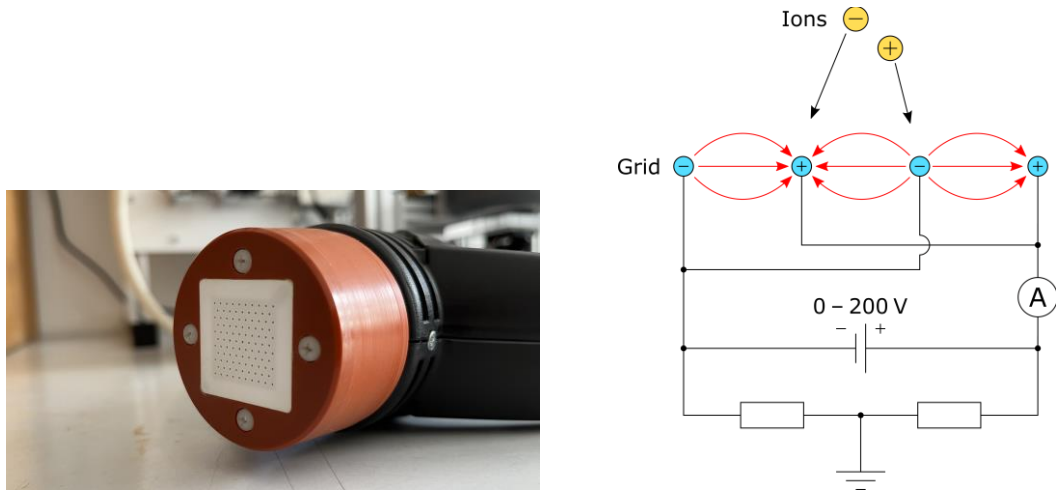 Ions −
+
Grid − + − +
A
0 – 200 V
− +